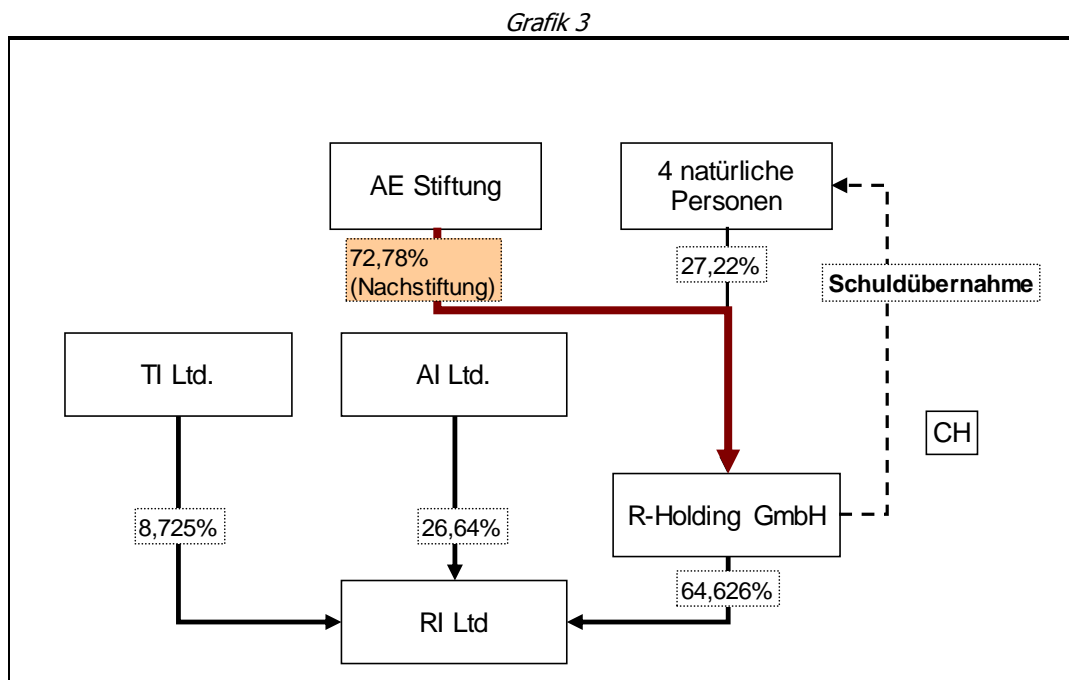 Grafik 3
AE Stiftung
4 natürliche
Personen
72,78%
(Nachstiftung)
27,22%
Schuldübernahme
TI Ltd.
AI Ltd.
CH
R-Holding GmbH
8,725%
26,64%
64,626%
RI Ltd